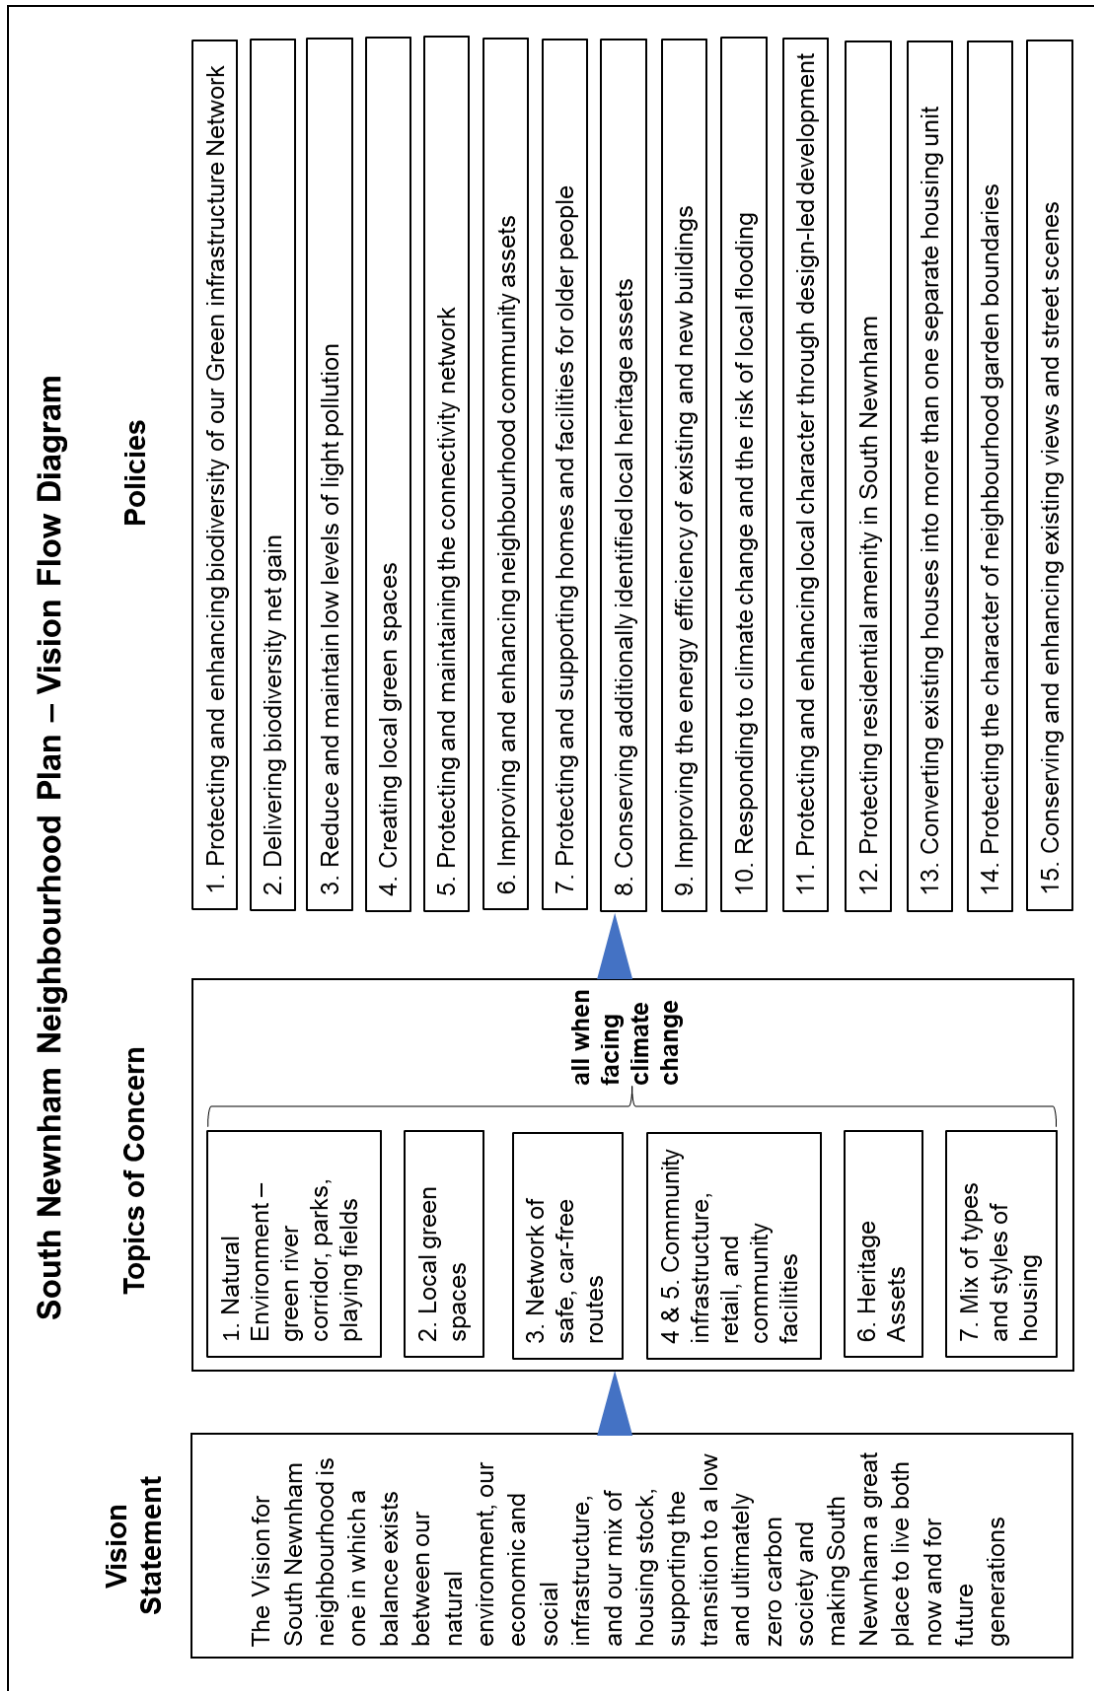 South Newnham Neighbourhood Plan – Vision Flow Diagram
Vision
Statement
The Vision for
South Newnham
neighbourhood is
one in which a
balance exists
between our
natural
environment, our
economic and
social
infrastructure,
and our mix of
housing stock,
supporting the
transition to a low
and ultimately
zero carbon
society and
making South
Newnham a great
place to live both
now and for
future
generations
Topics of Concern
1. Natural
Environment –
green river
corridor, parks,
playing fields
2. Local green
spaces
3. Network of
safe, car-free
routes
4 & 5. Community
infrastructure,
retail, and
community
facilities
6. Heritage
Assets
7. Mix of types
and styles of
housing
all when
facing
climate
change
Policies
1. Protecting and enhancing biodiversity of our Green infrastructure Network
2. Delivering biodiversity net gain
3. Reduce and maintain low levels of light pollution
4. Creating local green spaces
5. Protecting and maintaining the connectivity network
6. Improving and enhancing neighbourhood community assets
7. Protecting and supporting homes and facilities for older people
8. Conserving additionally identified local heritage assets
9. Improving the energy efficiency of existing and new buildings
10. Responding to climate change and the risk of local flooding
11. Protecting and enhancing local character through design-led development
12. Protecting residential amenity in South Newnham
13. Converting existing houses into more than one separate housing unit
14. Protecting the character of neighbourhood garden boundaries
15. Conserving and enhancing existing views and street scenes